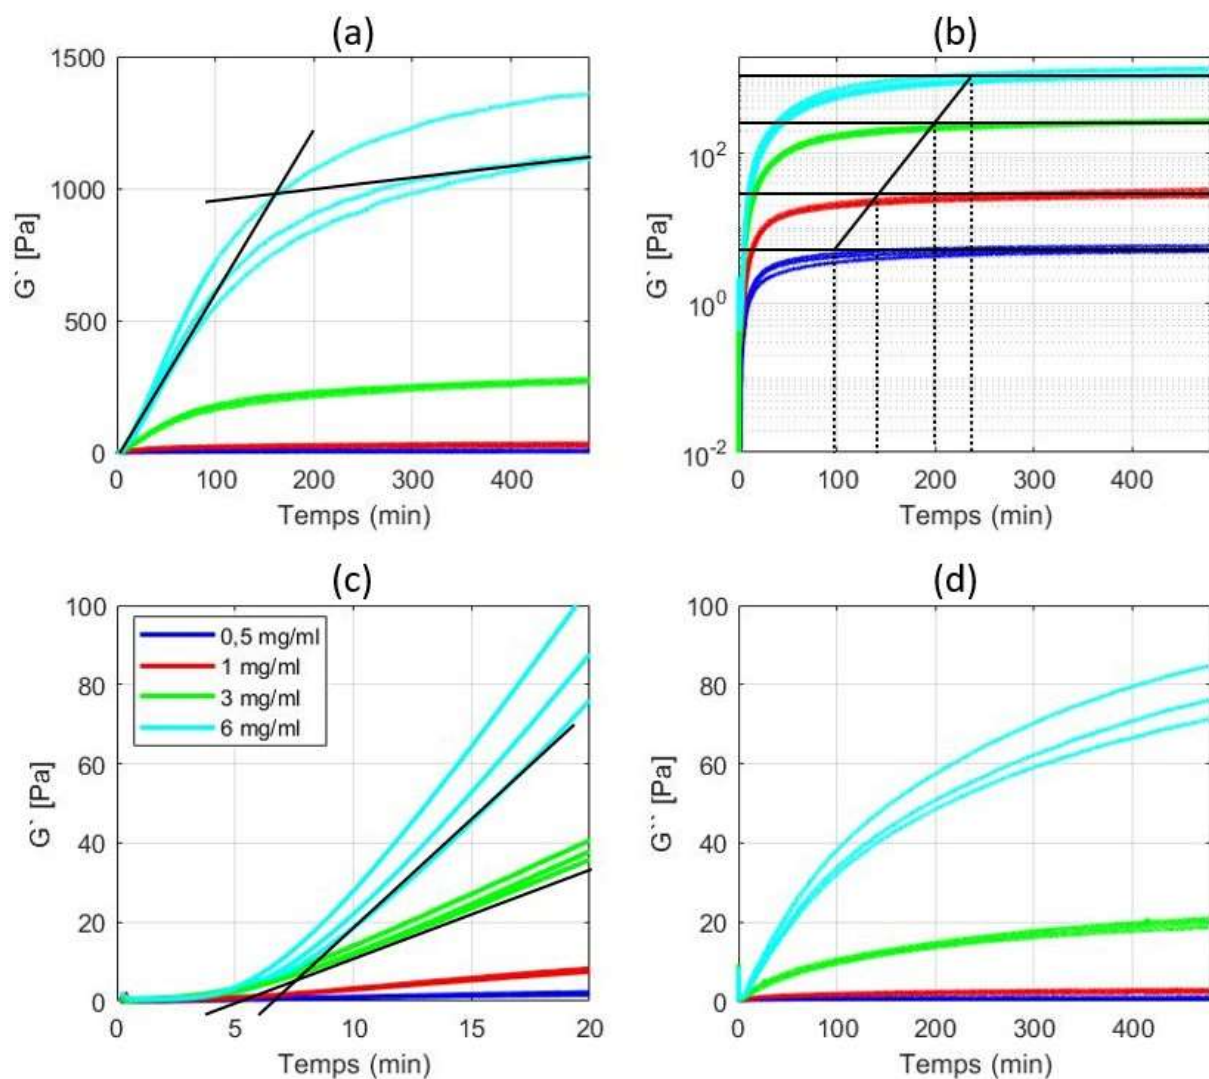 (a)
(b)
1500
1000
500
0
G` [Pa]
0 100 200 300 400
Temps (min)
10^2
10^0
10^-2
G` [Pa]
0 100 200 300 400
Temps (min)
(c)
(d)
100
80
60
40
20
0
G` [Pa]
0,5 mg/ml
1 mg/ml
3 mg/ml
6 mg/ml
0 5 10 15 20
Temps (min)
100
80
60
40
20
0
G`` [Pa]
0 100 200 300 400
Temps (min)